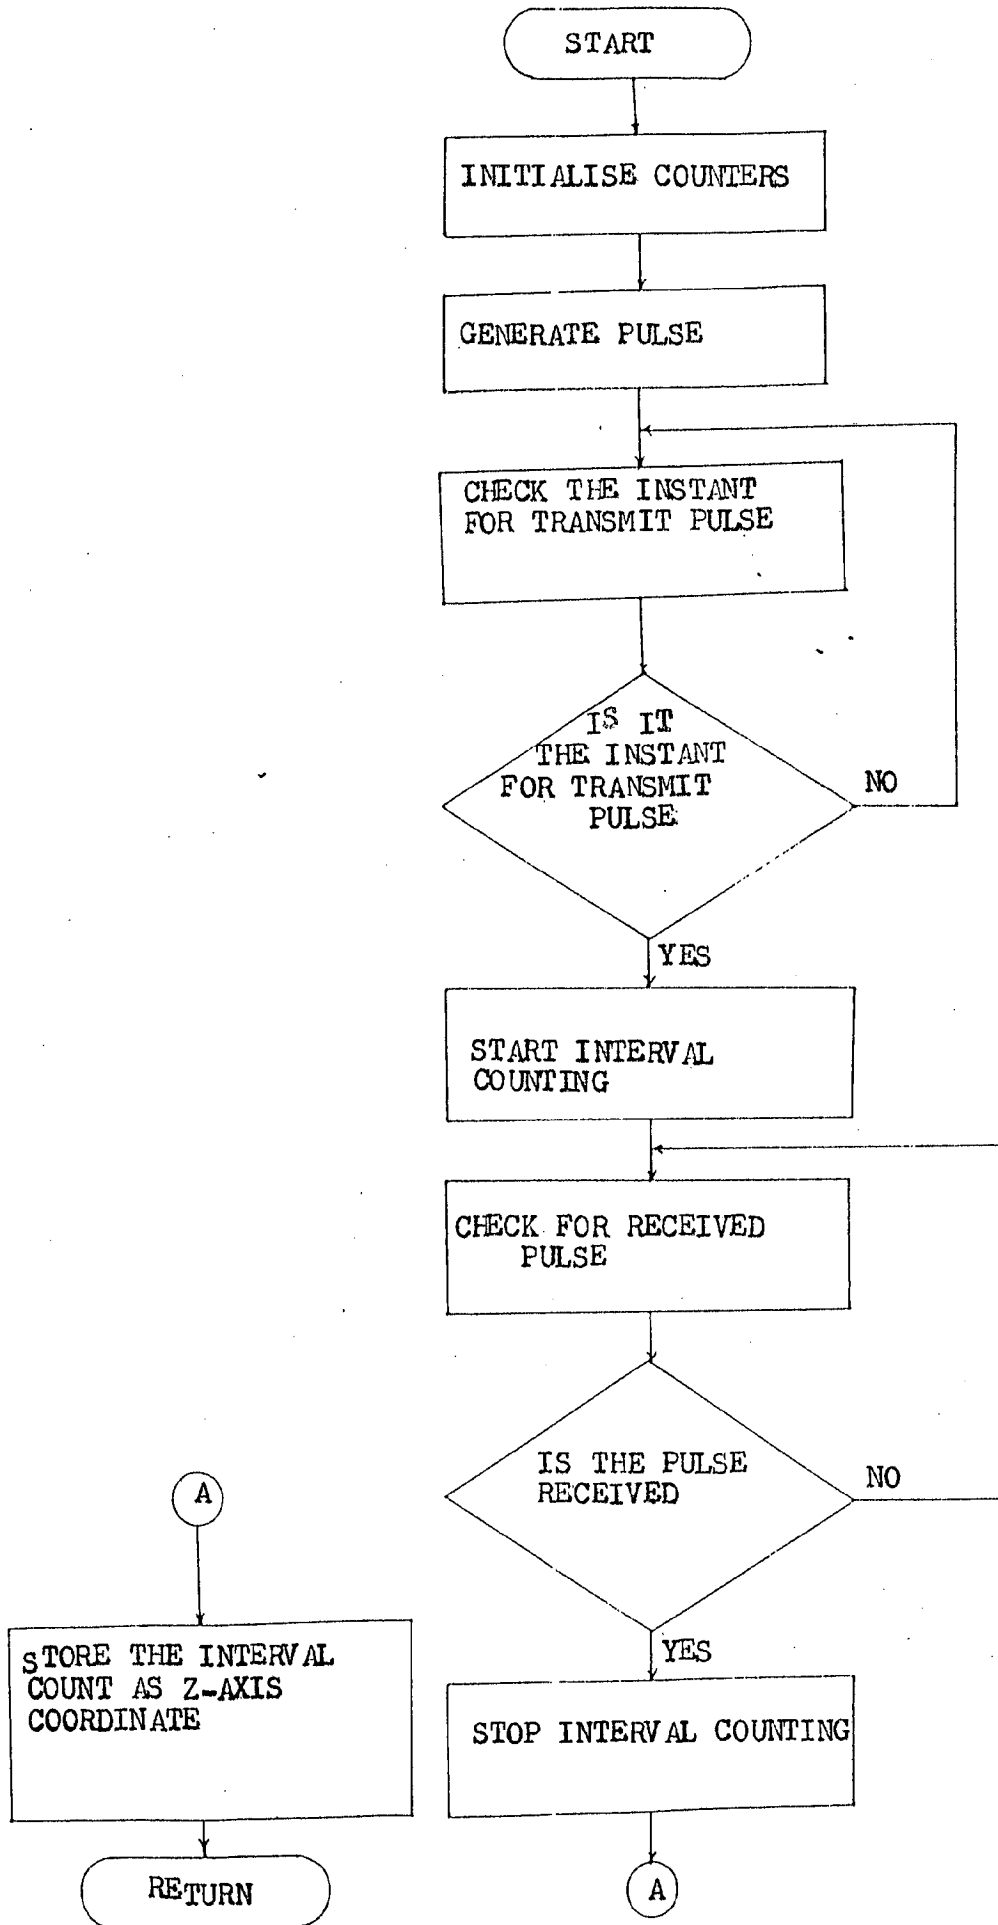 START
INITIALISE COUNTERS
GENERATE PULSE
CHECK THE INSTANT
FOR TRANSMIT PULSE
IS IT
THE INSTANT
FOR TRANSMIT
PULSE
NO
YES
START INTERVAL
COUNTING
CHECK FOR RECEIVED
PULSE
IS THE PULSE
RECEIVED
NO
YES
STOP INTERVAL COUNTING
A
A
STORE THE INTERVAL
COUNT AS Z-AXIS
COORDINATE
RETURN